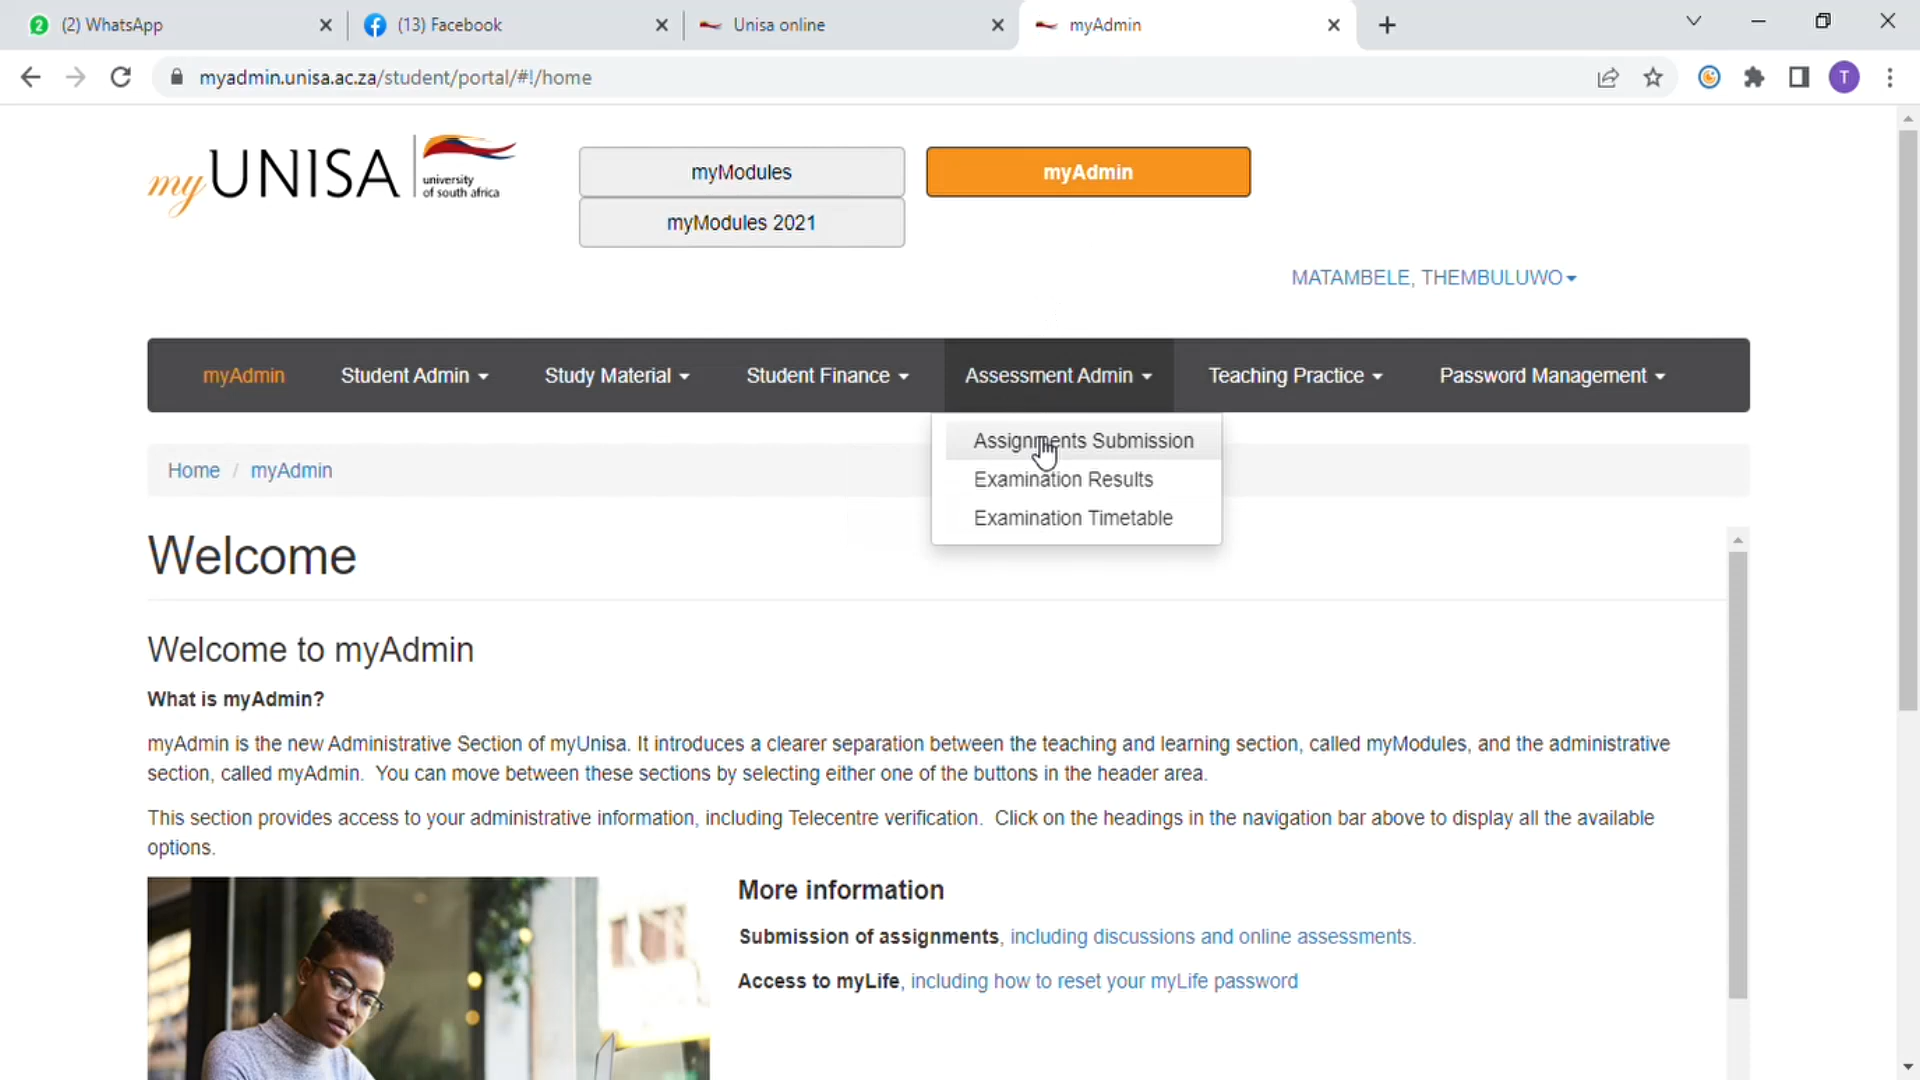 2 (2) WhatsApp
(13) Facebook
Unisa online
myAdmin
myadmin.unisa.ac.za/student/portal/#!/home
T
myUNISA
university
of south africa
myModules
myAdmin
myModules 2021
MATAMBELE, THEMBULUWO
myAdmin Student Admin Study Material Student Finance Assessment Admin Teaching Practice Password Management
Assignments Submission
Home / myAdmin
Examination Results
Examination Timetable
Welcome
Welcome to myAdmin
What is myAdmin?
myAdmin is the new Administrative Section of myUnisa. It introduces a clearer separation between the teaching and learning section, called myModules, and the administrative
section, called myAdmin. You can move between these sections by selecting either one of the buttons in the header area.
This section provides access to your administrative information, including Telecentre verification. Click on the headings in the navigation bar above to display all the available
options.
More information
Submission of assignments, including discussions and online assessments.
Access to myLife, including how to reset your myLife password